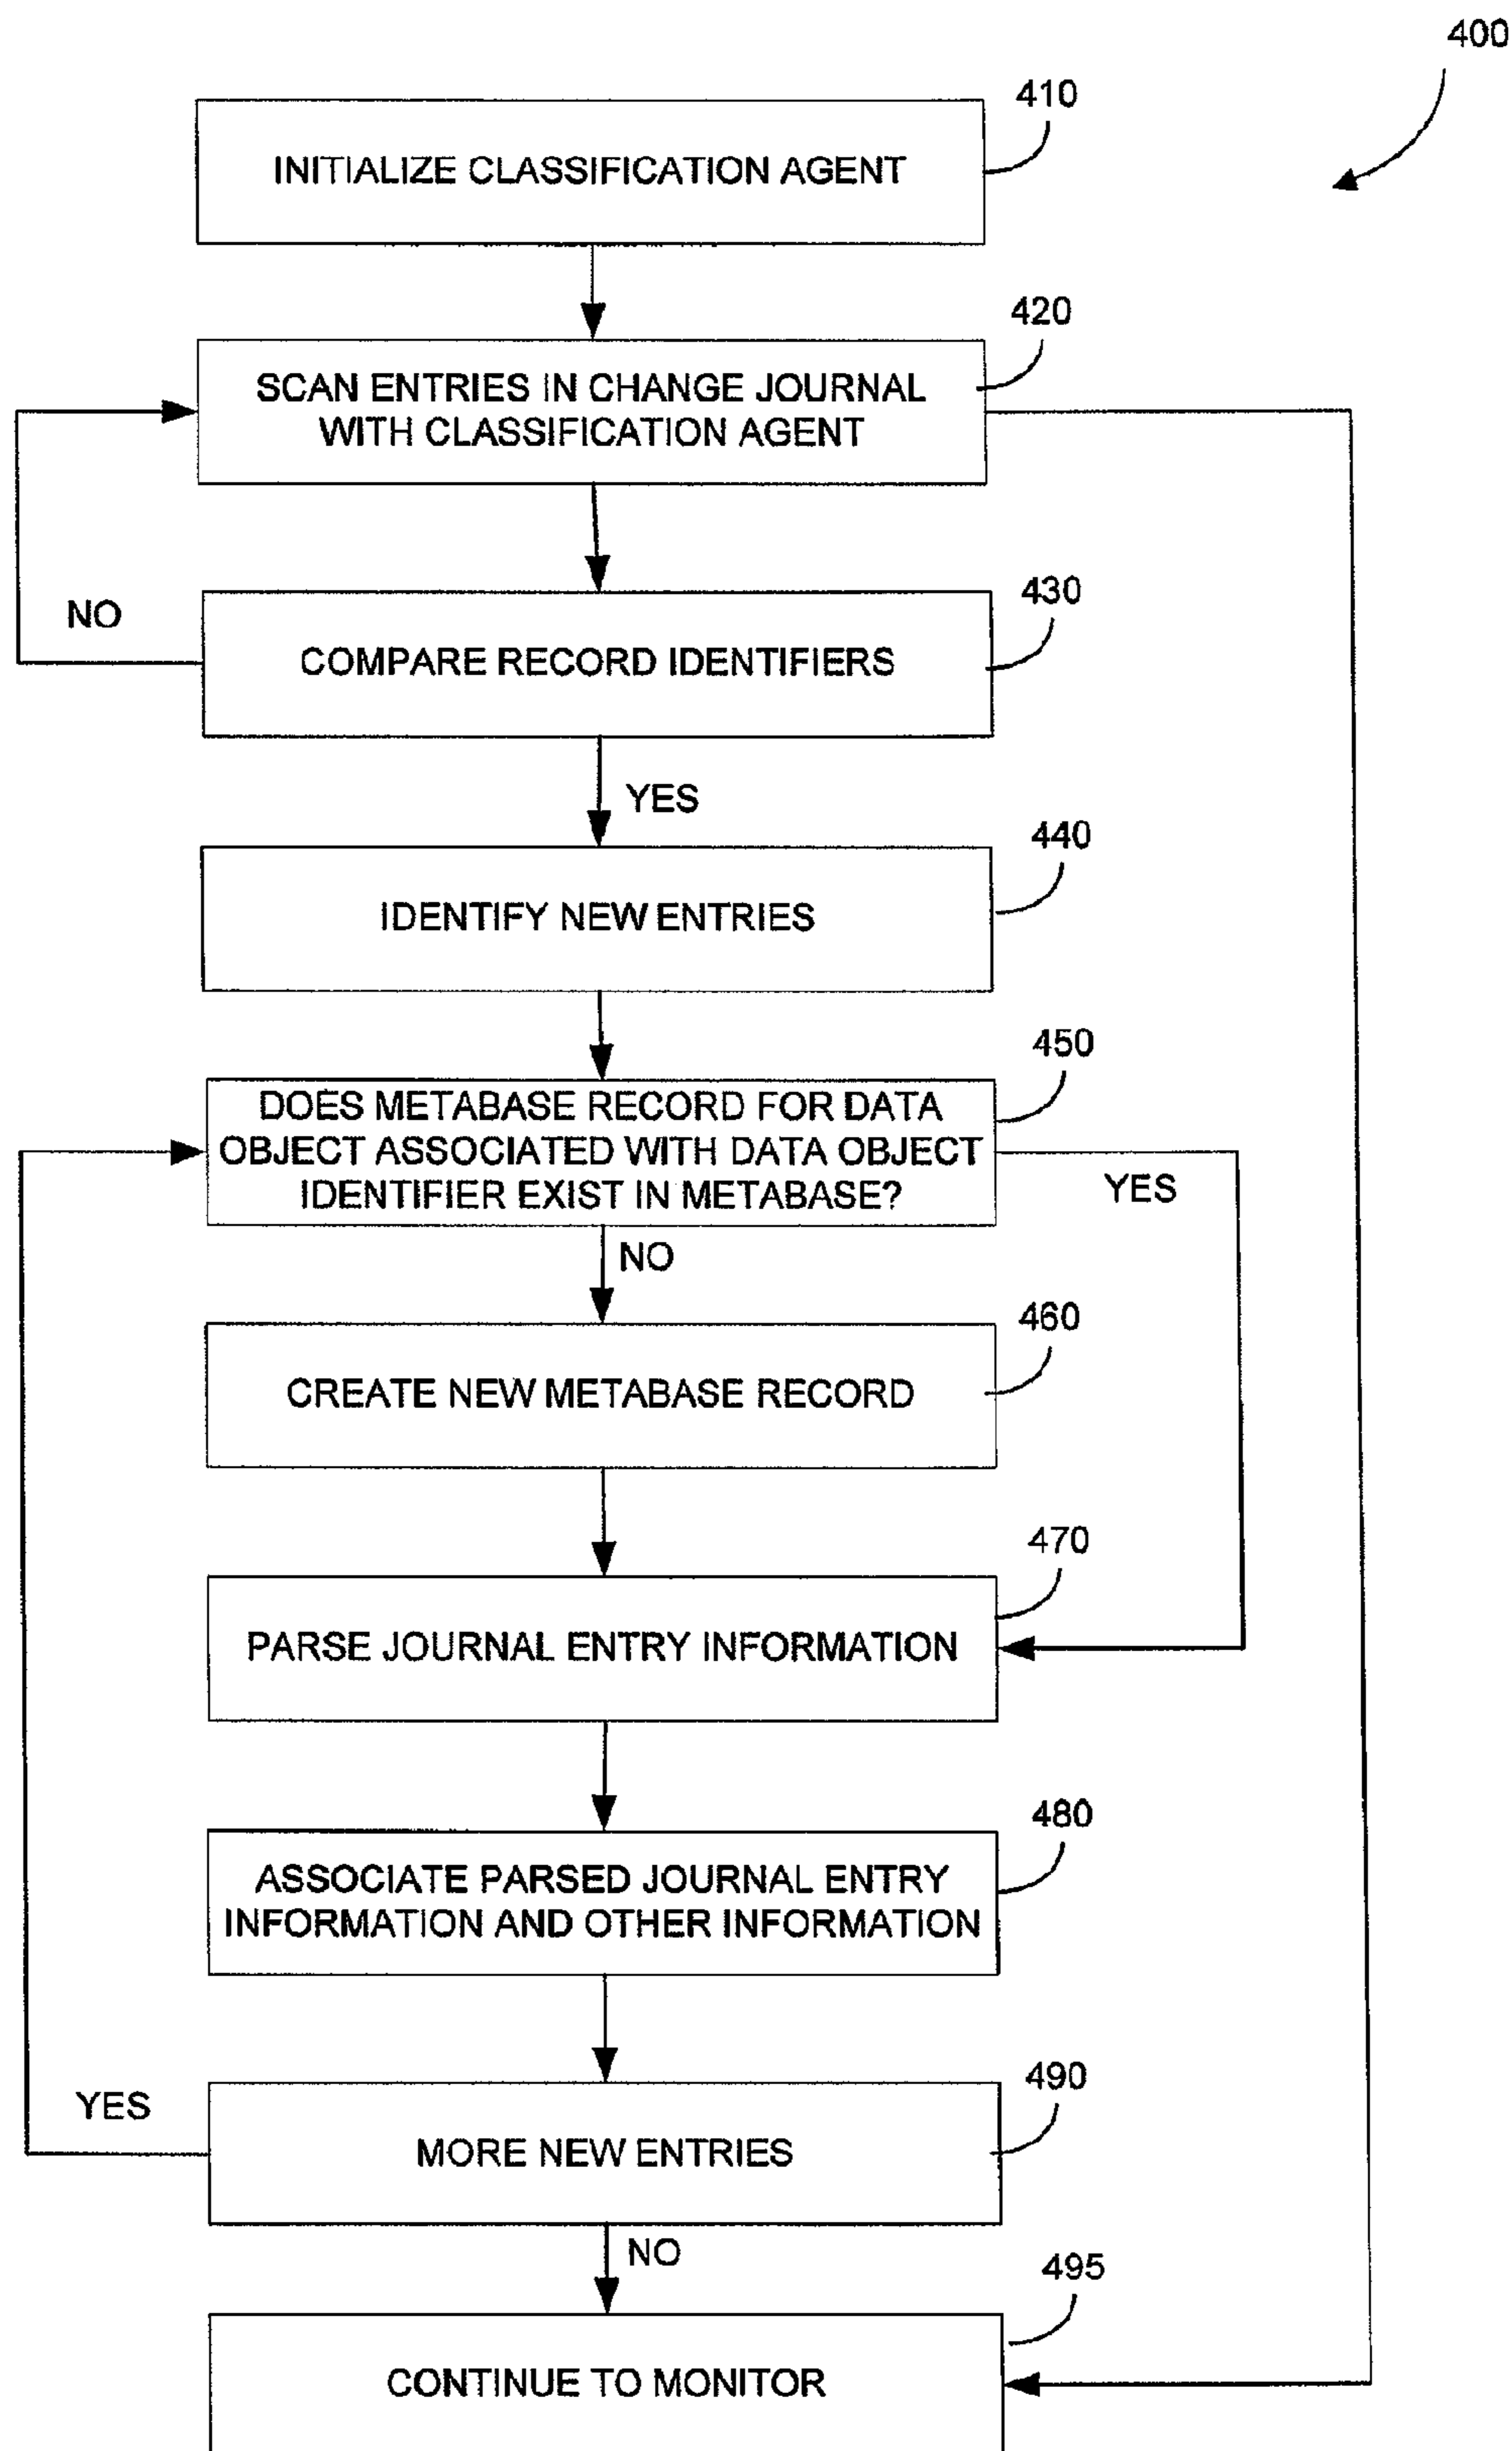 400
410
INITIALIZE CLASSIFICATION AGENT
420
SCAN ENTRIES IN CHANGE JOURNAL
WITH CLASSIFICATION AGENT
430
NO
COMPARE RECORD IDENTIFIERS
YES
440
IDENTIFY NEW ENTRIES
450
DOES METABASE RECORD FOR DATA
OBJECT ASSOCIATED WITH DATA OBJECT
IDENTIFIER EXIST IN METABASE?
YES
NO
460
CREATE NEW METABASE RECORD
470
PARSE JOURNAL ENTRY INFORMATION
480
ASSOCIATE PARSED JOURNAL ENTRY
INFORMATION AND OTHER INFORMATION
490
YES
MORE NEW ENTRIES
NO
495
CONTINUE TO MONITOR